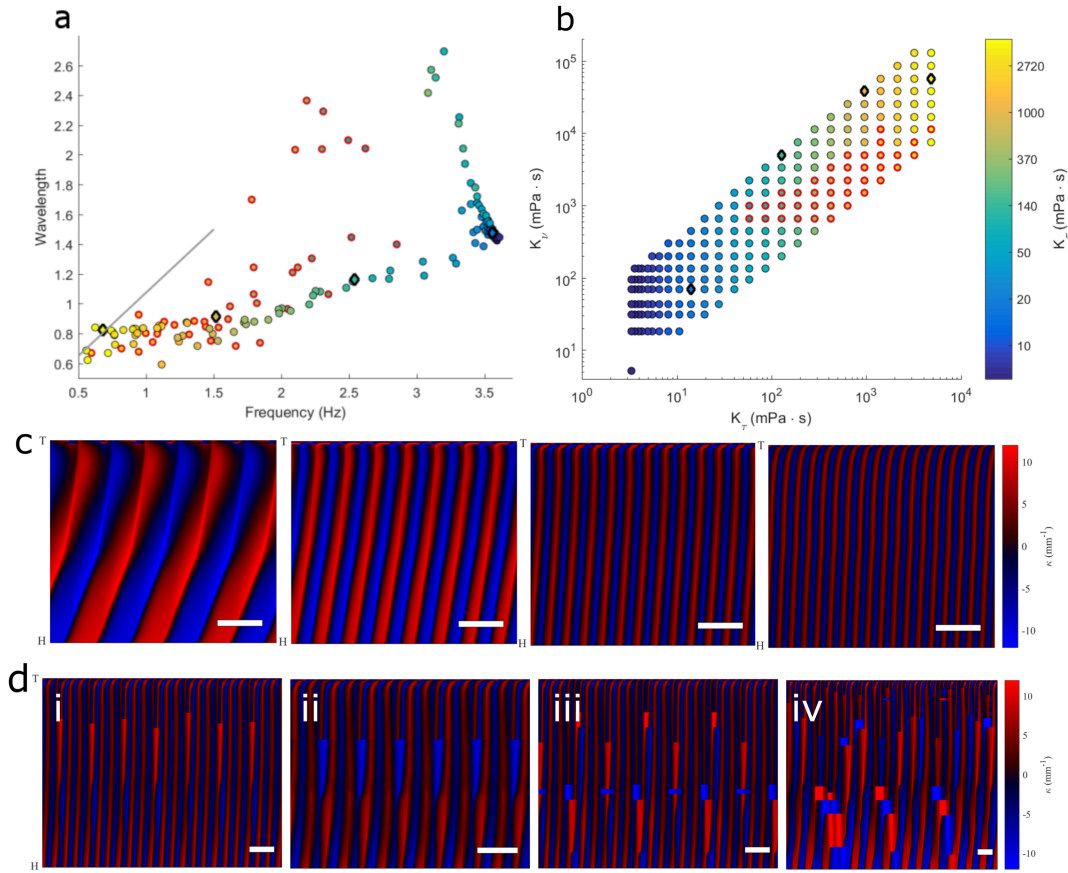 a
Wavelength
2.6
2.4
2.2
2
1.8
1.6
1.4
1.2
1
0.8
0.6
0.5
1
1.5
2
2.5
3
3.5
Frequency (Hz)
b
K_ν (mPa · s)
10^5
10^4
10^3
10^2
10^1
10^0
10^1
10^2
10^3
10^4
K_τ (mPa · s)
2720
1000
370
140
50
20
10
c
T
H
T
H
T
H
10
5
0
-5
-10
κ (mm^-1)
d
T
H
i
ii
iii
iv
10
5
0
-5
-10
κ (mm^-1)